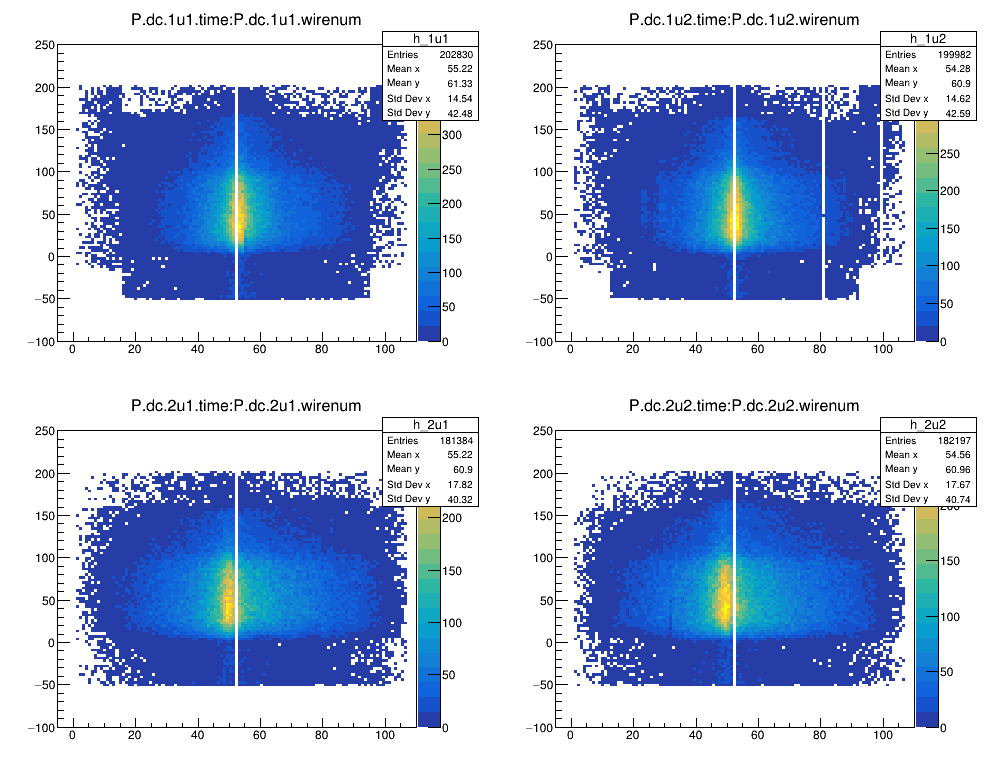 P.dc.1u1.time:P.dc.1u1.wirenum
h_1u1
Entries 202830
Mean x 55.22
Mean y 61.33
Std Dev x 14.54
Std Dev y 42.48
250
200
150
100
50
0
−50
−100
0 20 40 60 80 100
300
250
200
150
100
50
0
P.dc.1u2.time:P.dc.1u2.wirenum
h_1u2
Entries 199982
Mean x 54.28
Mean y 60.9
Std Dev x 14.62
Std Dev y 42.59
250
200
150
100
50
0
−50
−100
0 20 40 60 80 100
250
200
150
100
50
0
P.dc.2u1.time:P.dc.2u1.wirenum
h_2u1
Entries 181384
Mean x 55.22
Mean y 60.9
Std Dev x 17.82
Std Dev y 40.32
250
200
150
100
50
0
−50
−100
0 20 40 60 80 100
200
150
100
50
0
P.dc.2u2.time:P.dc.2u2.wirenum
h_2u2
Entries 182197
Mean x 54.56
Mean y 60.96
Std Dev x 17.67
Std Dev y 40.74
250
200
150
100
50
0
−50
−100
0 20 40 60 80 100
200
150
100
50
0